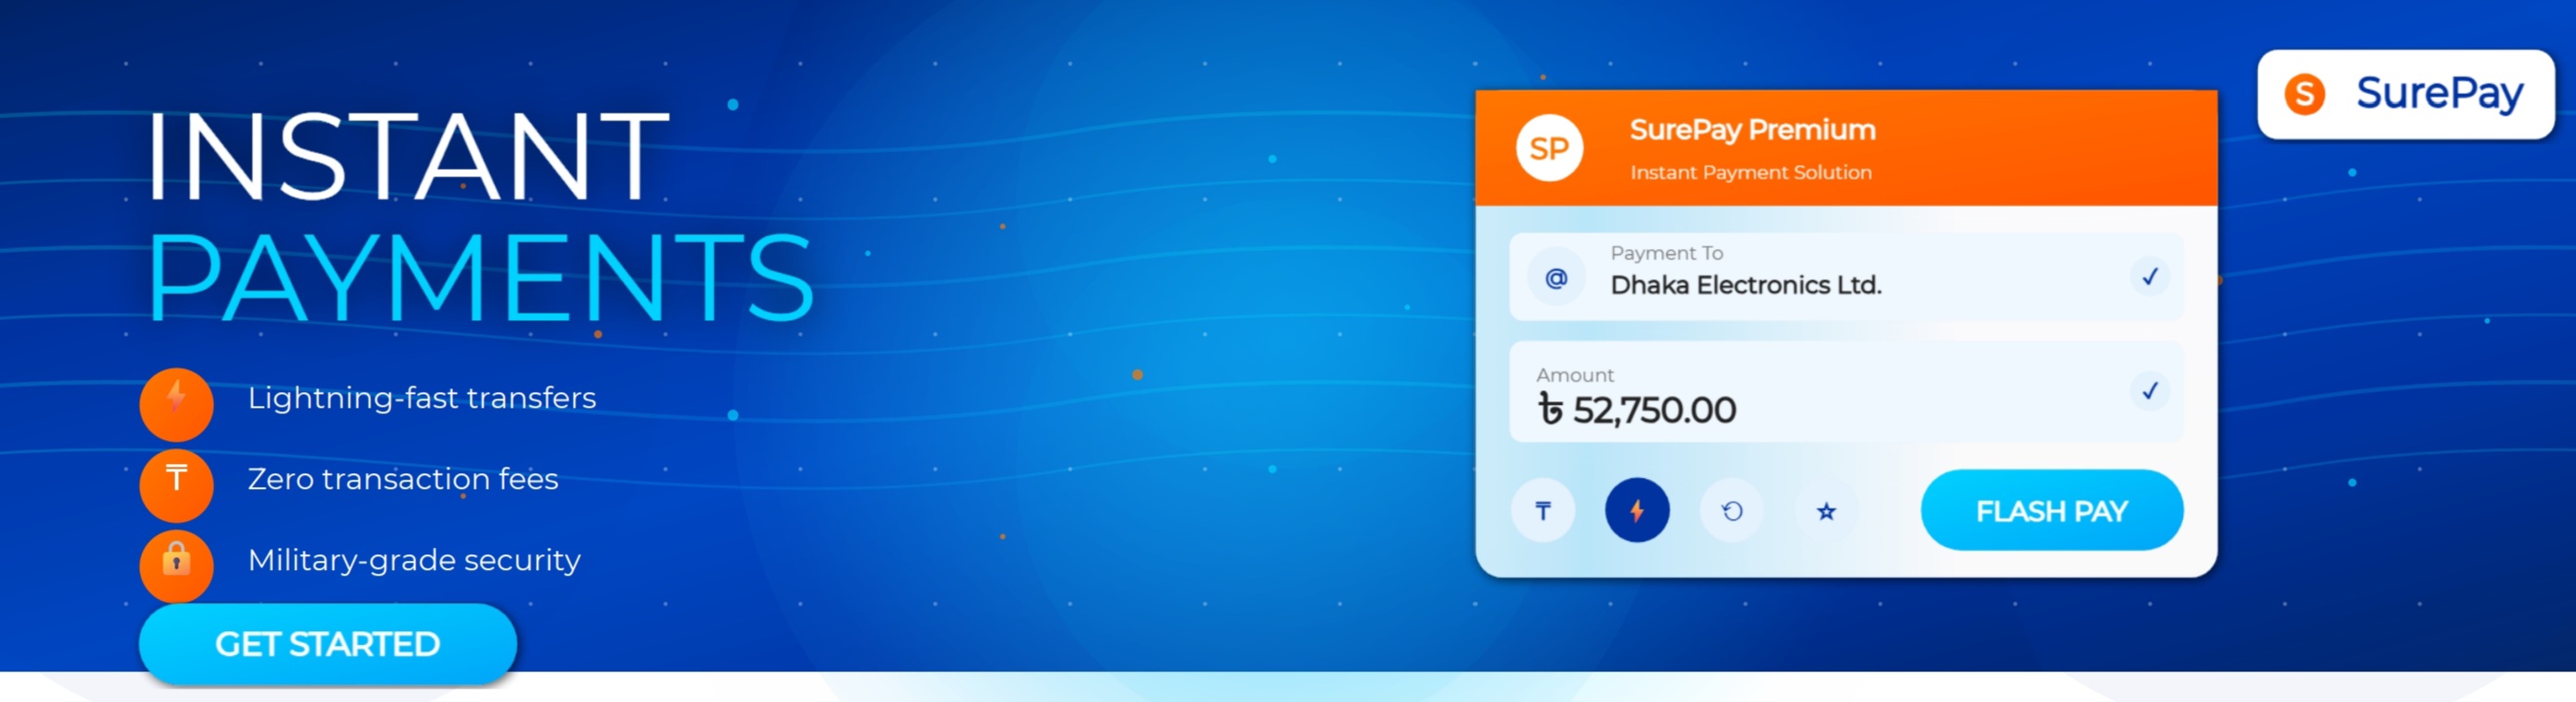 INSTANT
PAYMENTS
Lightning-fast transfers
₸ Zero transaction fees
Military-grade security
GET STARTED
SP
SurePay Premium
Instant Payment Solution
@
Payment To
Dhaka Electronics Ltd.
✓
Amount
৳ 52,750.00
✓
₸
FLASH PAY
S SurePay